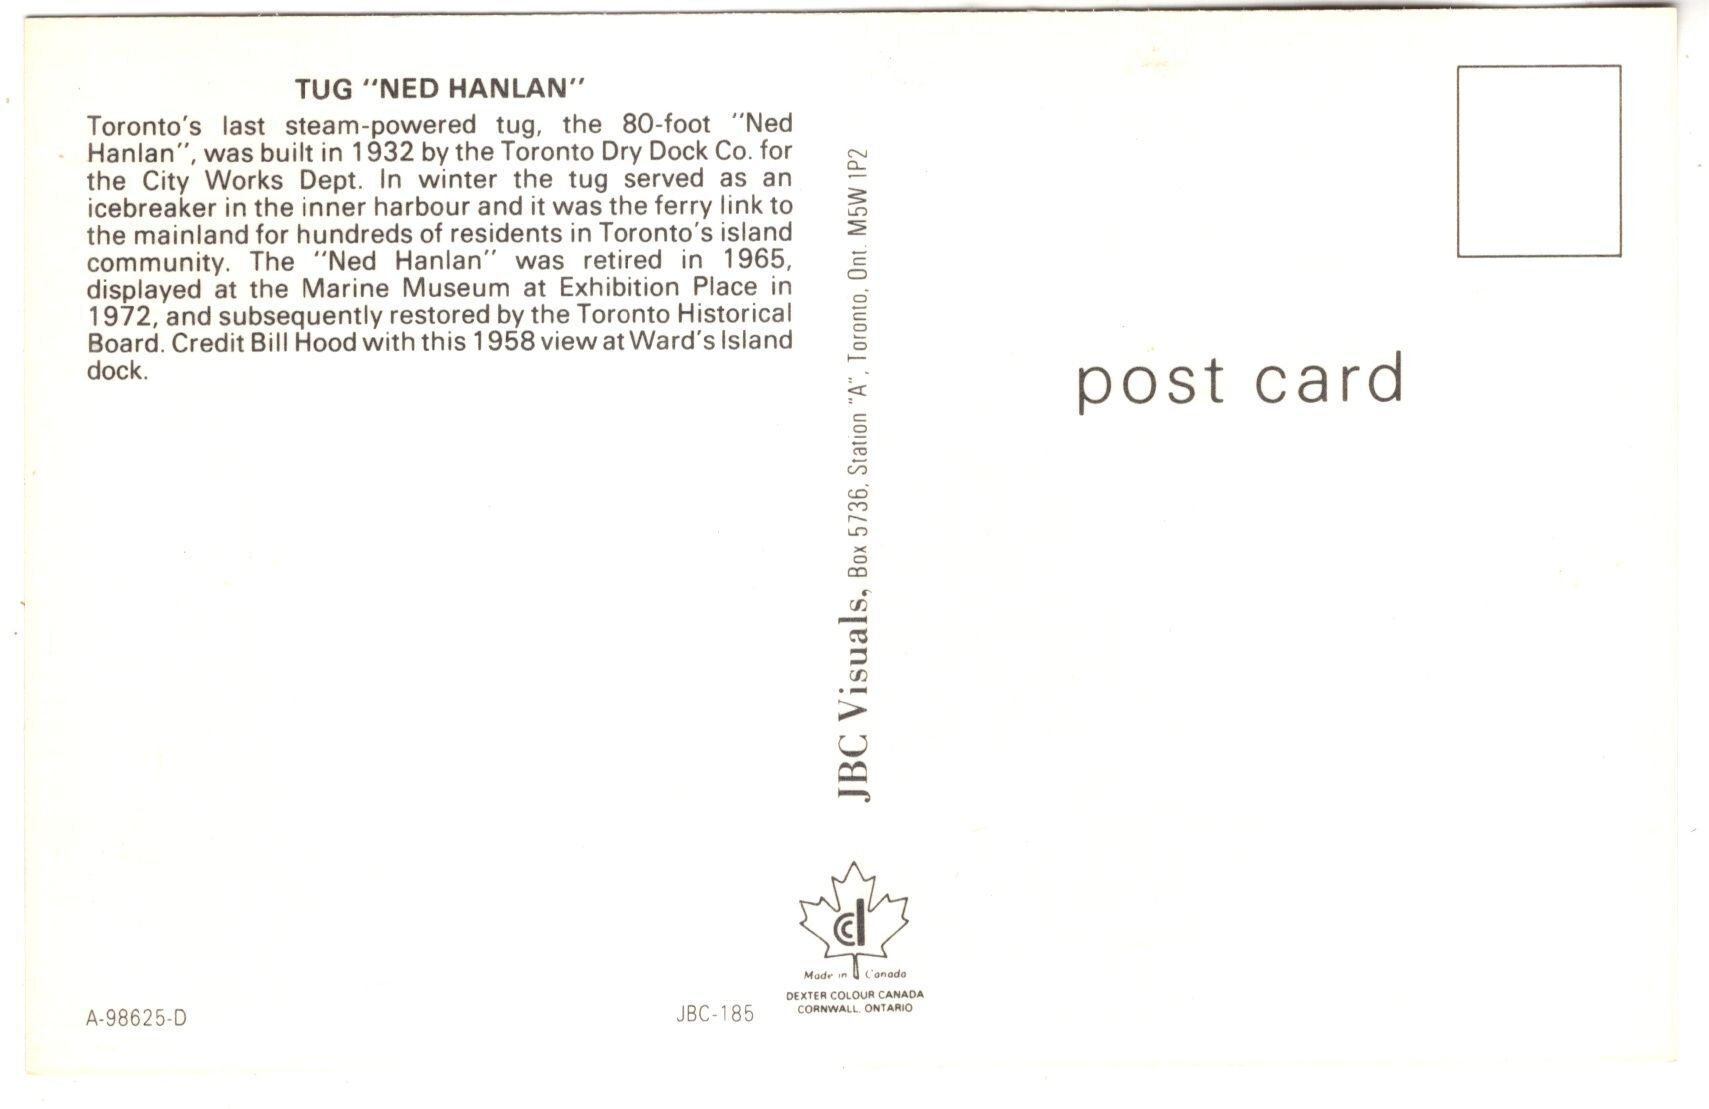 TUG "NED HANLAN"
Toronto's last steam-powered tug, the 80-foot "Ned
Hanlan", was built in 1932 by the Toronto Dry Dock Co. for
the City Works Dept. In winter the tug served as an
icebreaker in the inner harbour and it was the ferry link to
the mainland for hundreds of residents in Toronto's island
community. The "Ned Hanlan" was retired in 1965,
displayed at the Marine Museum at Exhibition Place in
1972, and subsequently restored by the Toronto Historical
Board. Credit Bill Hood with this 1958 view at Ward's Island
dock.
A-98625-D
JBC-185
JBC Visuals, Box 5736, Station "A", Toronto, Ont. M5W 1P2
Made in Canada
DEXTER COLOUR CANADA
CORNWALL, ONTARIO
post card